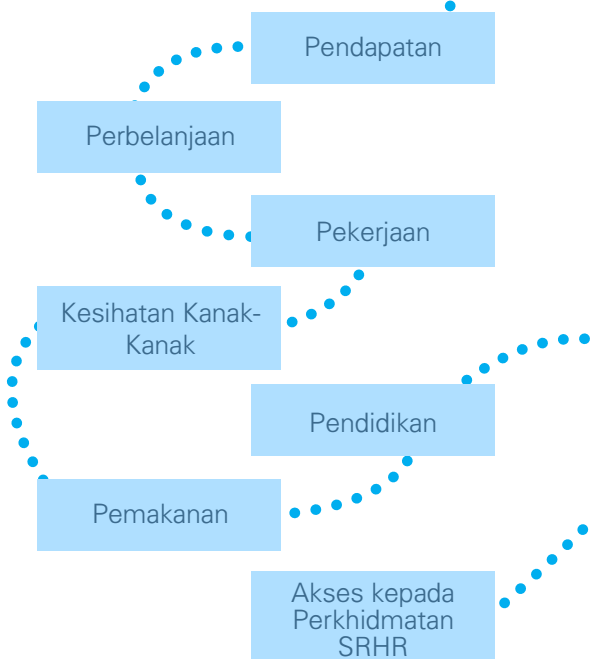 Pendapatan
Perbelanjaan
Pekerjaan
Kesihatan Kanak-
Kanak
Pendidikan
Pemakanan
Akses kepada
Perkhidmatan
SRHR